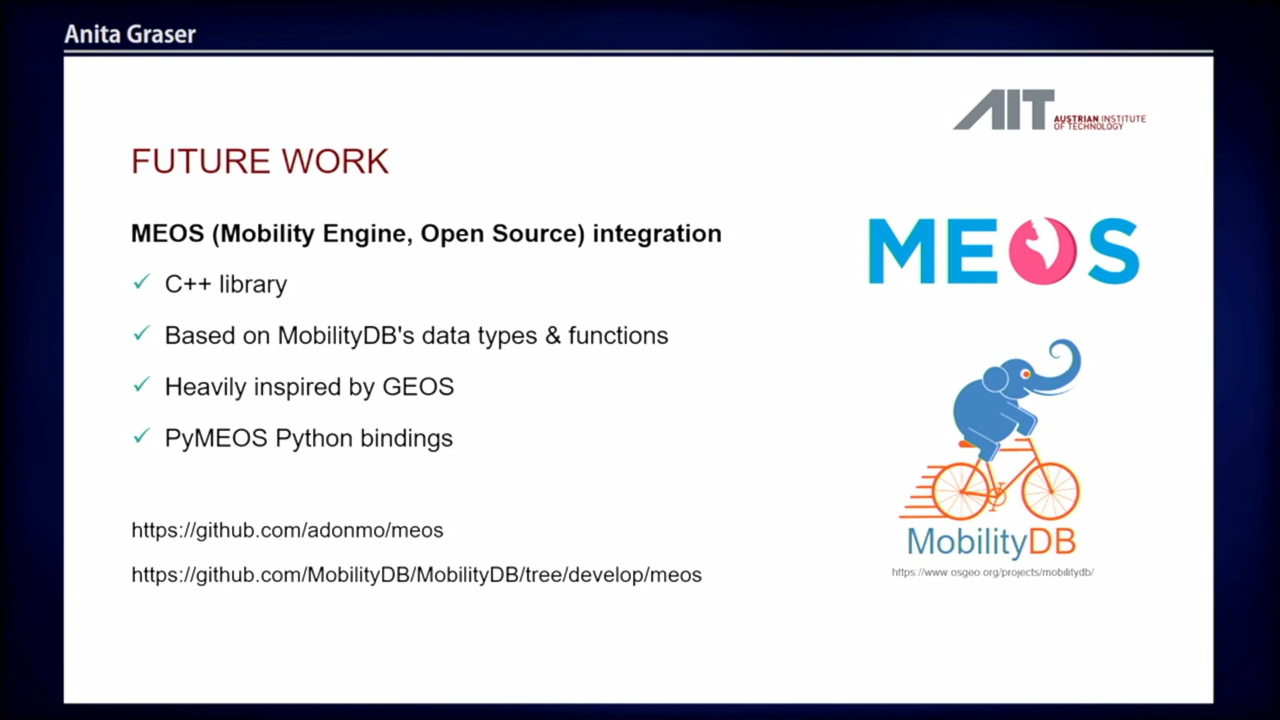 Anita Graser
AIT
AUSTRIAN INSTITUTE
OF TECHNOLOGY
FUTURE WORK
MEOS (Mobility Engine, Open Source) integration
MEOS
✓ C++ library
✓ Based on MobilityDB's data types & functions
✓ Heavily inspired by GEOS
✓ PyMEOS Python bindings
https://github.com/adonmo/meos
https://github.com/MobilityDB/MobilityDB/tree/develop/meos
MobilityDB
https://www.osgeo.org/projects/mobilitydb/